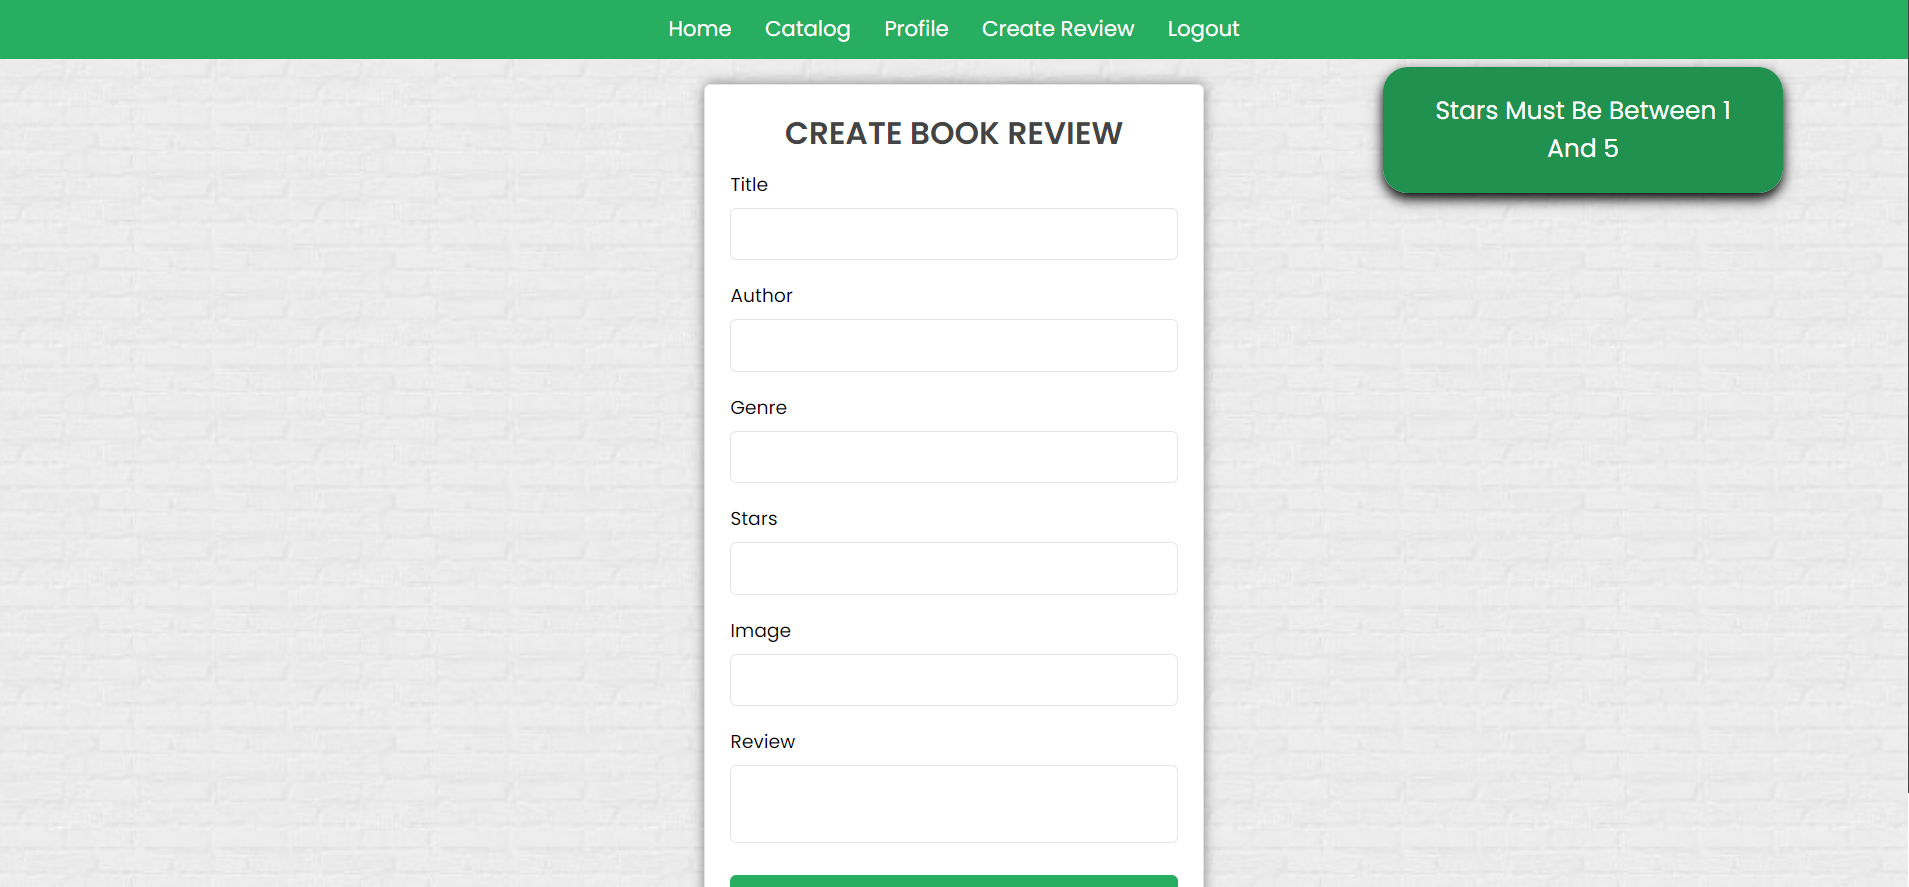 Home Catalog Profile Create Review Logout
Stars Must Be Between 1
And 5
CREATE BOOK REVIEW
Title
Author
Genre
Stars
Image
Review